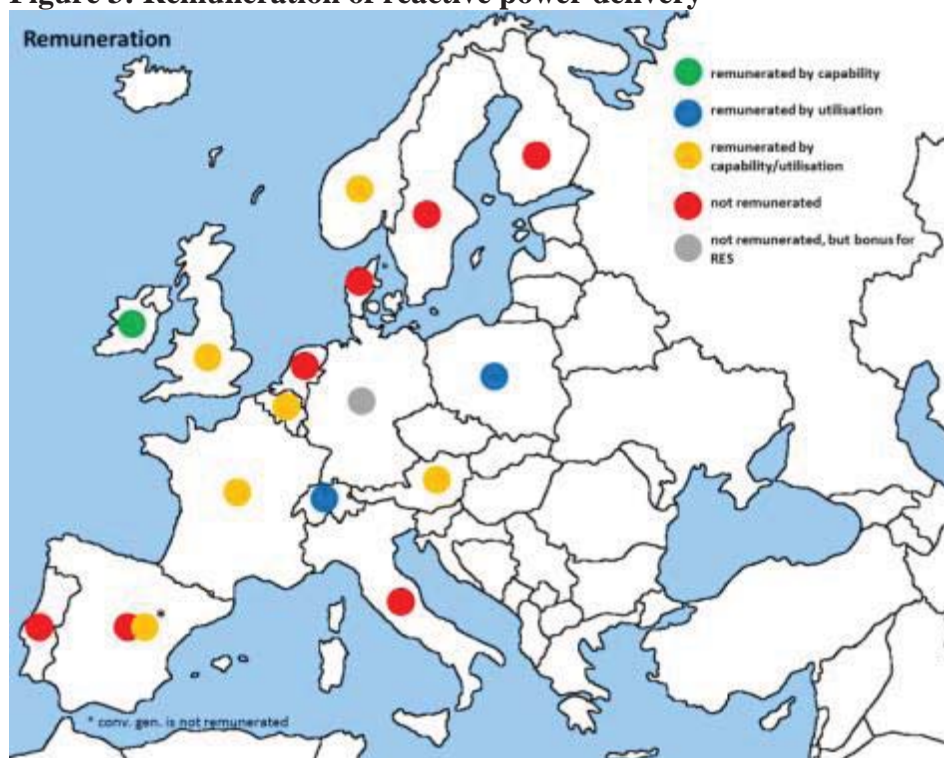 Figure 3: Remuneration of reactive power delivery
Remuneration
remunerated by capability
remunerated by utilisation
remunerated by
capability/utilisation
not remunerated
not remunerated, but bonus for
RES
*
* conv. gen. is not remunerated